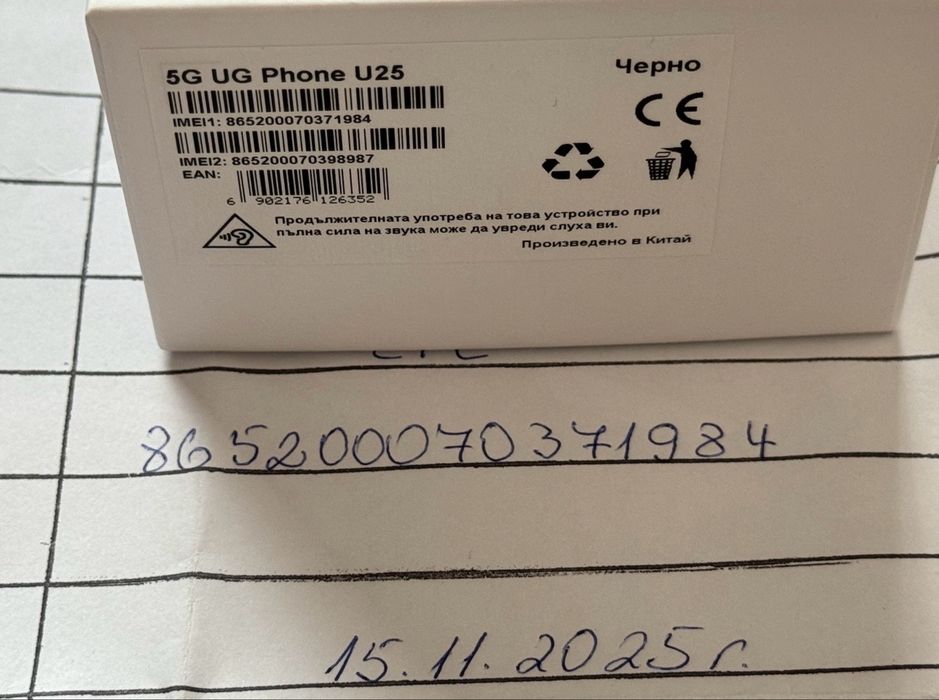 5G UG Phone U25
Черно
IMEI1: 865200070371984
IMEI2: 865200070398987
EAN:
6 902176 126352
Продължителната употреба на това устройство при
пълна сила на звука може да увреди слуха ви.
Произведено в Китай
865200070371984
15.11.2025г.